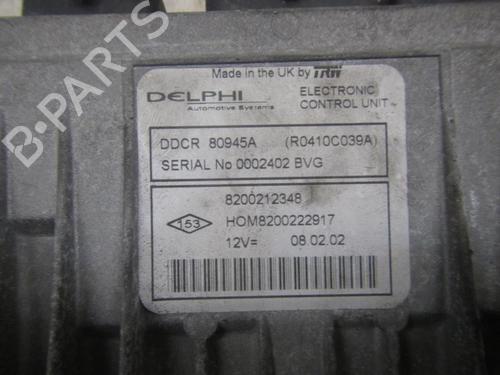 Made in the UK by TRW
DELPHI
Automotive Systems
ELECTRONIC
CONTROL UNIT
DDCR 80945A (R0410C039A)
SERIAL No 0002402 BVG
8200212348
153
HOM8200222917
12V= 08.02.02
B-PARTS